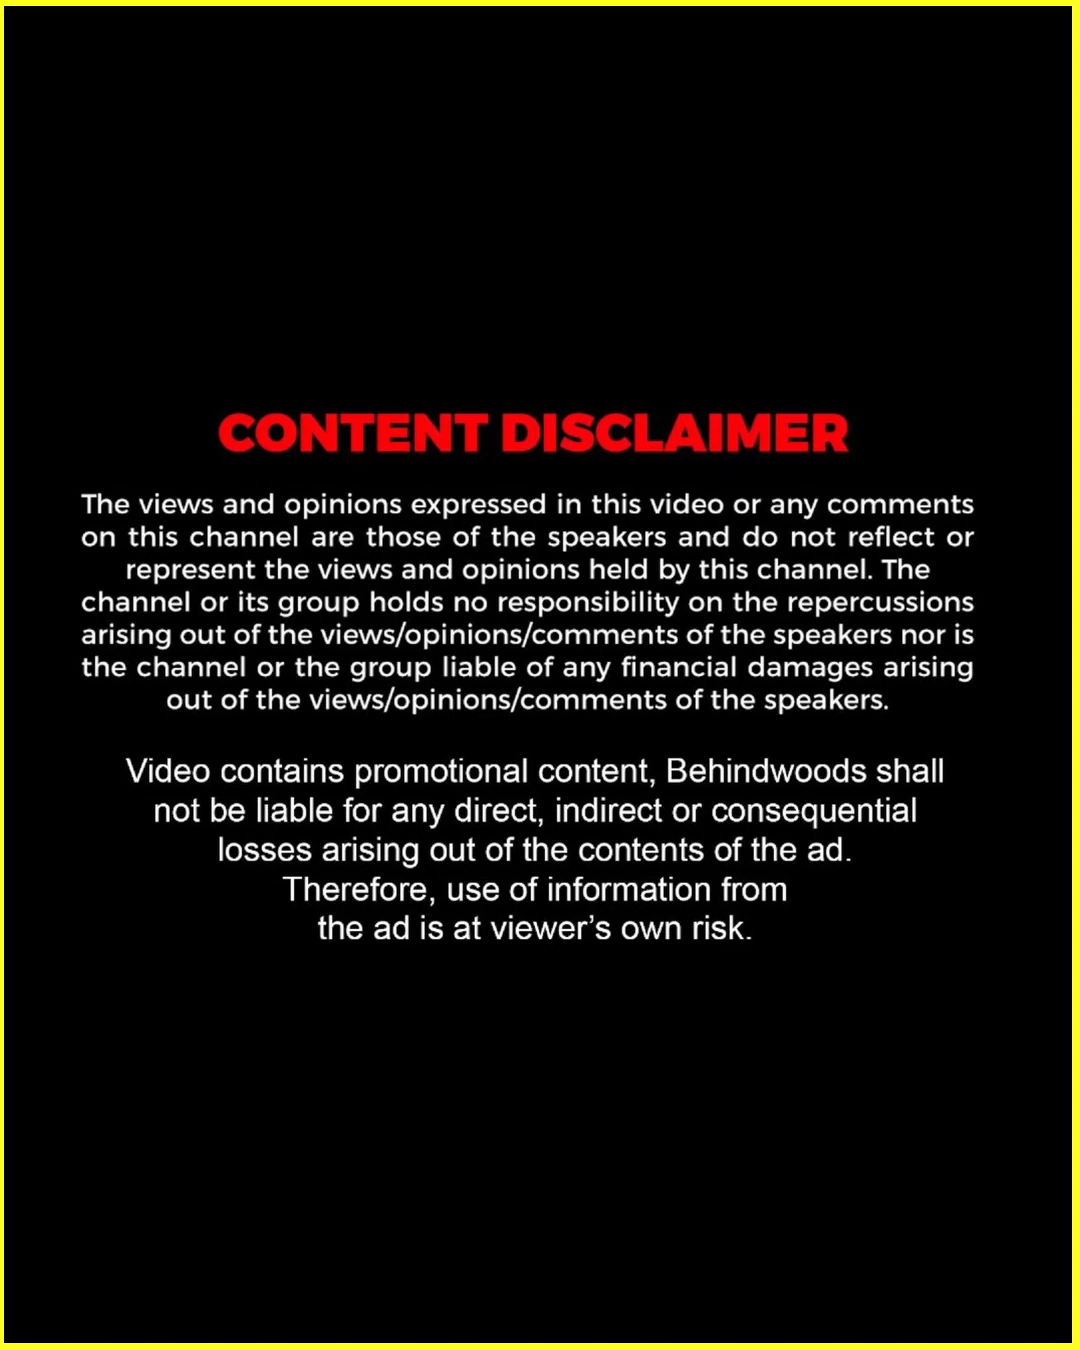 CONTENT DISCLAIMER
The views and opinions expressed in this video or any comments
on this channel are those of the speakers and do not reflect or
represent the views and opinions held by this channel. The
channel or its group holds no responsibility on the repercussions
arising out of the views/opinions/comments of the speakers nor is
the channel or the group liable of any financial damages arising
out of the views/opinions/comments of the speakers.
Video contains promotional content, Behindwoods shall
not be liable for any direct, indirect or consequential
losses arising out of the contents of the ad.
Therefore, use of information from
the ad is at viewer’s own risk.